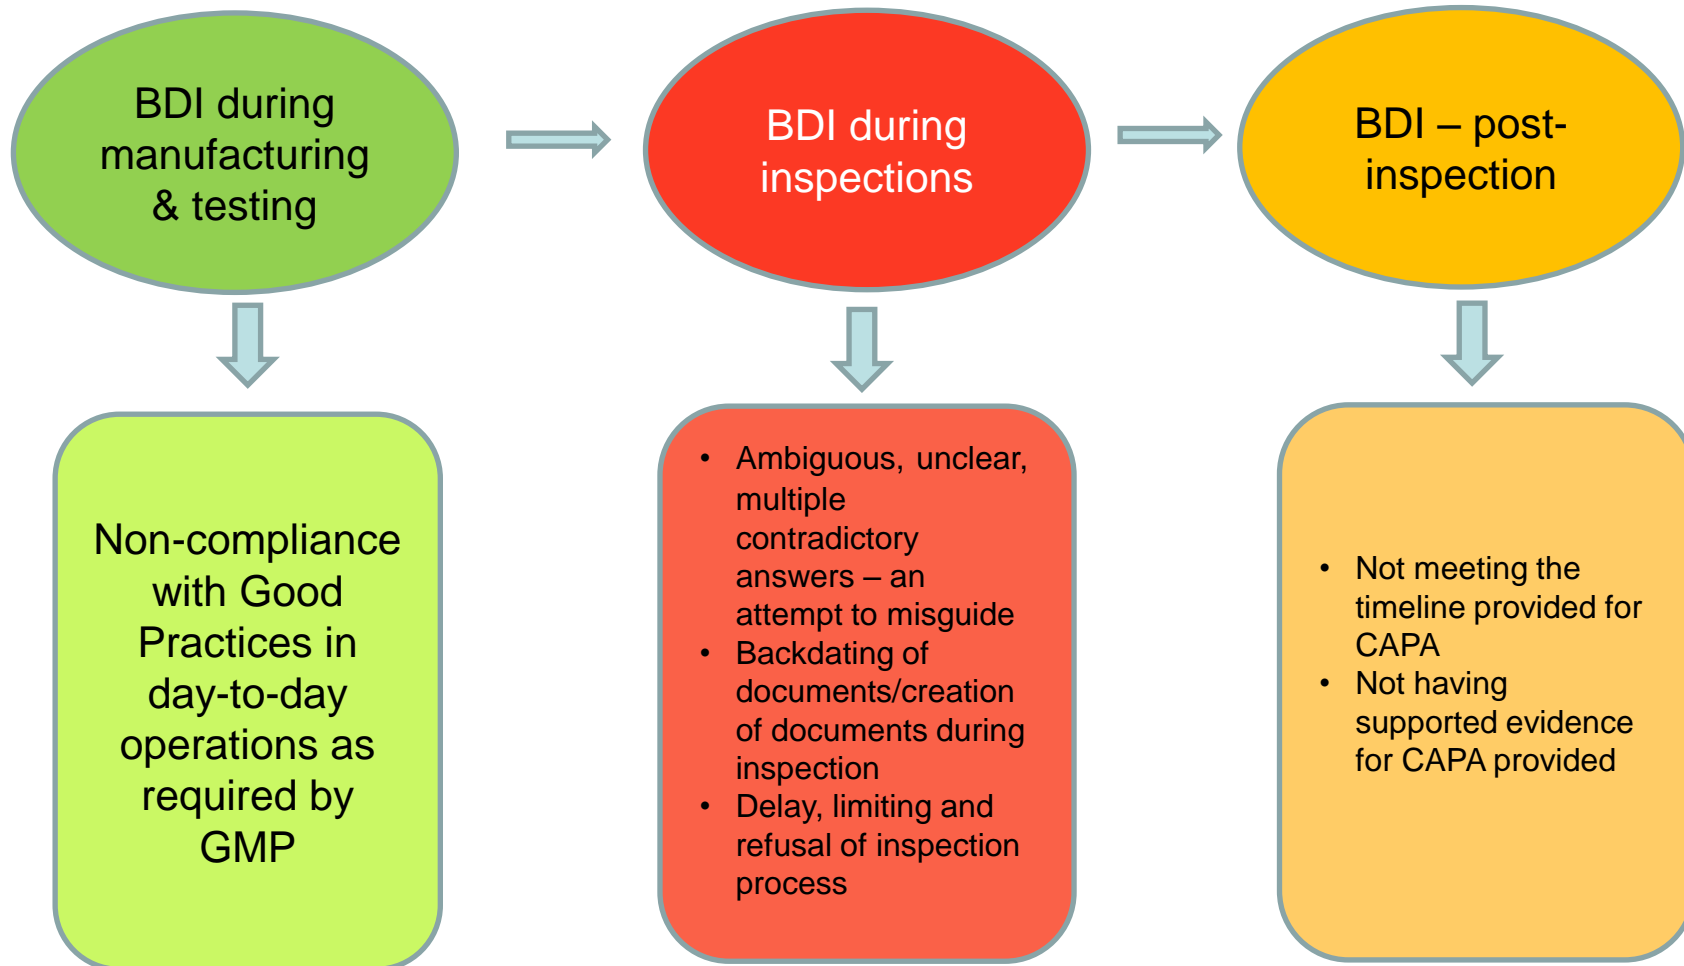 BDI during
manufacturing
& testing
BDI during
inspections
BDI – post-
inspection
Non-compliance
with Good
Practices in
day-to-day
operations as
required by
GMP
• Ambiguous, unclear,
multiple
contradictory
answers – an
attempt to misguide
• Backdating of
documents/creation
of documents during
inspection
• Delay, limiting and
refusal of inspection
process
• Not meeting the
timeline provided for
CAPA
• Not having
supported evidence
for CAPA provided